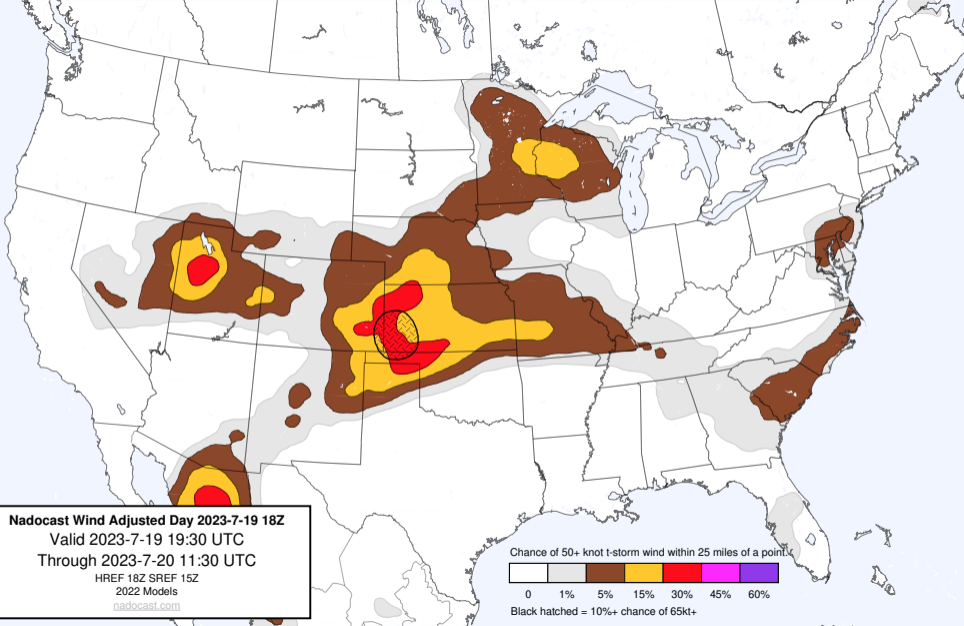 Nadocast Wind Adjusted Day 2023-7-19 18Z
Valid 2023-7-19 19:30 UTC
Through 2023-7-20 11:30 UTC
HREF 18Z SREF 15Z
2022 Models
nadocast.com
Chance of 50+ knot t-storm wind within 25 miles of a point.
0 1% 5% 15% 30% 45% 60%
Black hatched = 10%+ chance of 65kt+